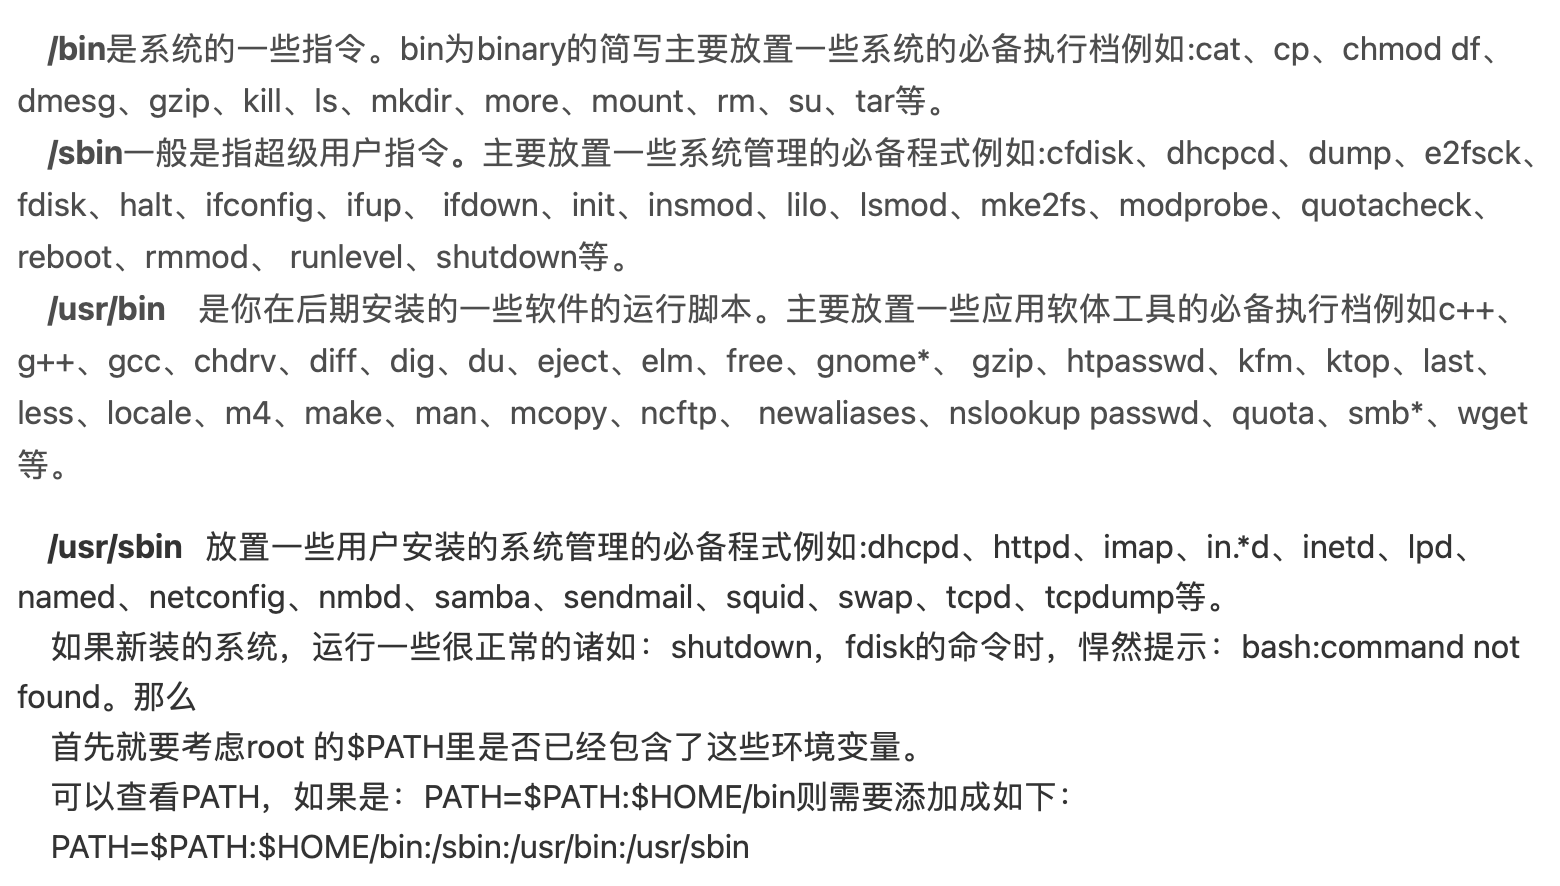 /bin是系统的一些指令。bin为binary的简写主要放置一些系统的必备执行档例如:cat、cp、chmod df、
dmesg、gzip、kill、ls、mkdir、more、mount、rm、su、tar等。
/sbin一般是指超级用户指令。主要放置一些系统管理的必备程式例如:cfdisk、dhcpcd、dump、e2fsck、
fdisk、halt、ifconfig、ifup、 ifdown、init、insmod、lilo、lsmod、mke2fs、modprobe、quotacheck、
reboot、rmmod、 runlevel、shutdown等。
/usr/bin 是你在后期安装的一些软件的运行脚本。主要放置一些应用软体工具的必备执行档例如c++、
g++、gcc、chdrv、diff、dig、du、eject、elm、free、gnome*、 gzip、htpasswd、kfm、ktop、last、
less、locale、m4、make、man、mcopy、ncftp、 newaliases、nslookup passwd、quota、smb*、wget
等。
/usr/sbin 放置一些用户安装的系统管理的必备程式例如:dhcpd、httpd、imap、in.*d、inetd、lpd、
named、netconfig、nmbd、samba、sendmail、squid、swap、tcpd、tcpdump等。
如果新装的系统，运行一些很正常的诸如：shutdown，fdisk的命令时，悍然提示：bash:command not
found。那么
首先就要考虑root 的$PATH里是否已经包含了这些环境变量。
可以查看PATH，如果是：PATH=$PATH:$HOME/bin则需要添加成如下：
PATH=$PATH:$HOME/bin:/sbin:/usr/bin:/usr/sbin